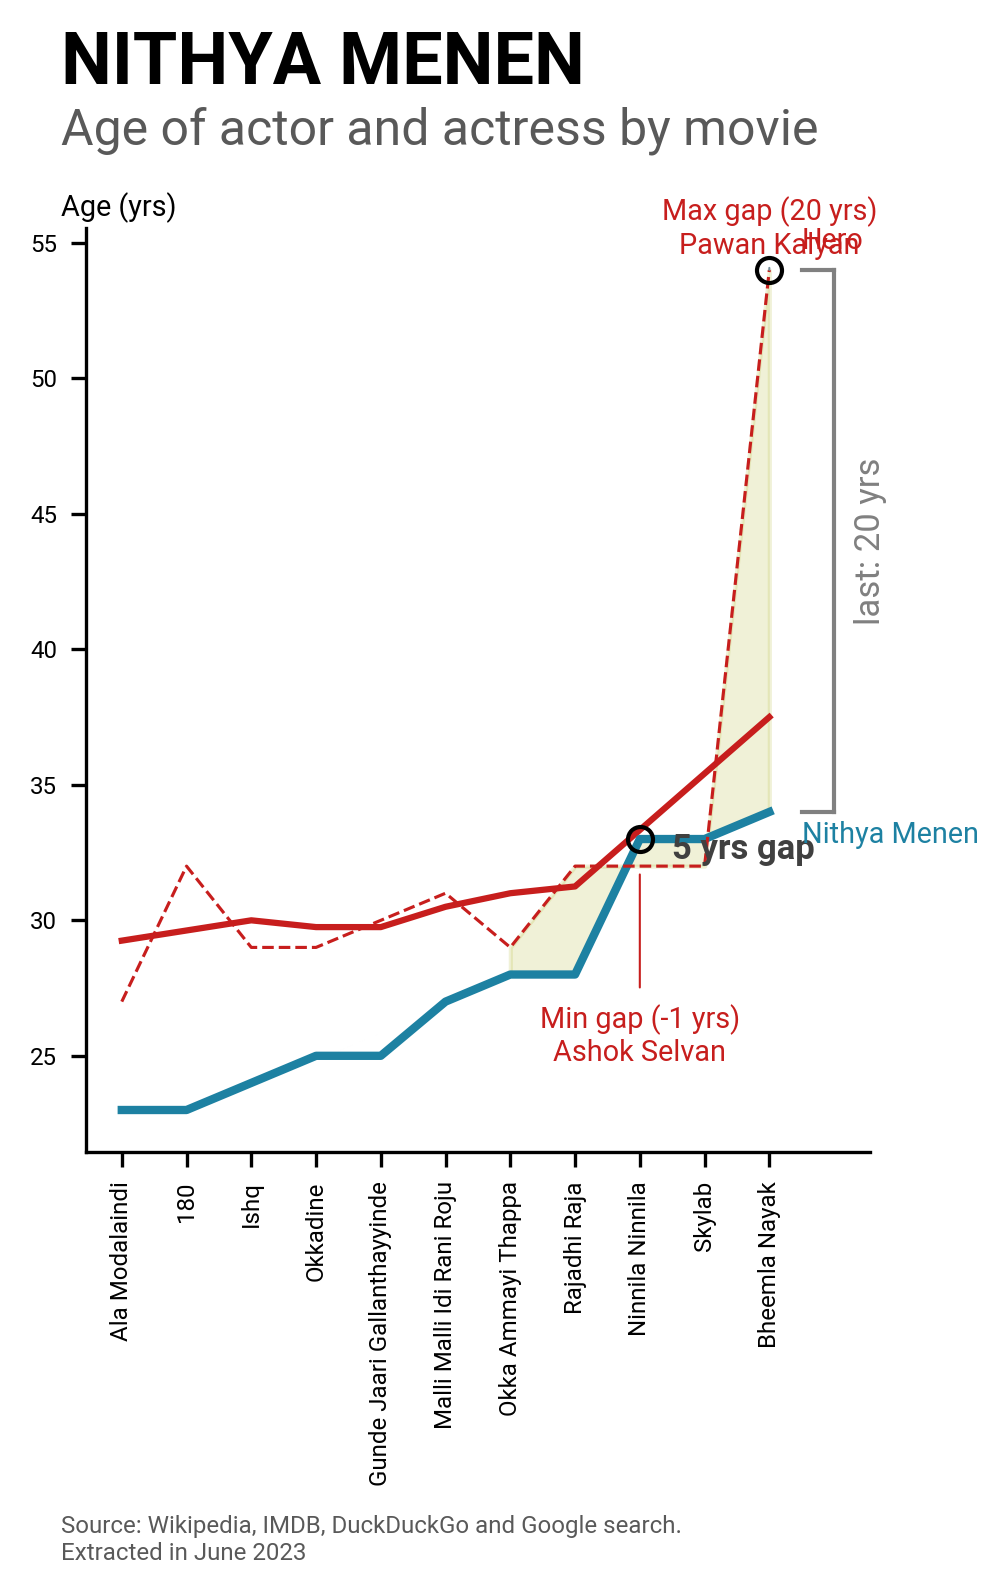 NITHYA MENEN
Age of actor and actress by movie
Age (yrs)
Max gap (20 yrs)
Pawan Kalyan
Hero
55
50
45
40
35
30
25
last: 20 yrs
Nithya Menen
5 yrs gap
Min gap (-1 yrs)
Ashok Selvan
Ala Modalaindi
180
Ishq
Okkadine
Gunde Jaari Gallanthayyinde
Malli Malli Idi Rani Roju
Okka Ammayi Thappa
Rajadhi Raja
Ninnila Ninnila
Skylab
Bheemla Nayak
Source: Wikipedia, IMDB, DuckDuckGo and Google search.
Extracted in June 2023